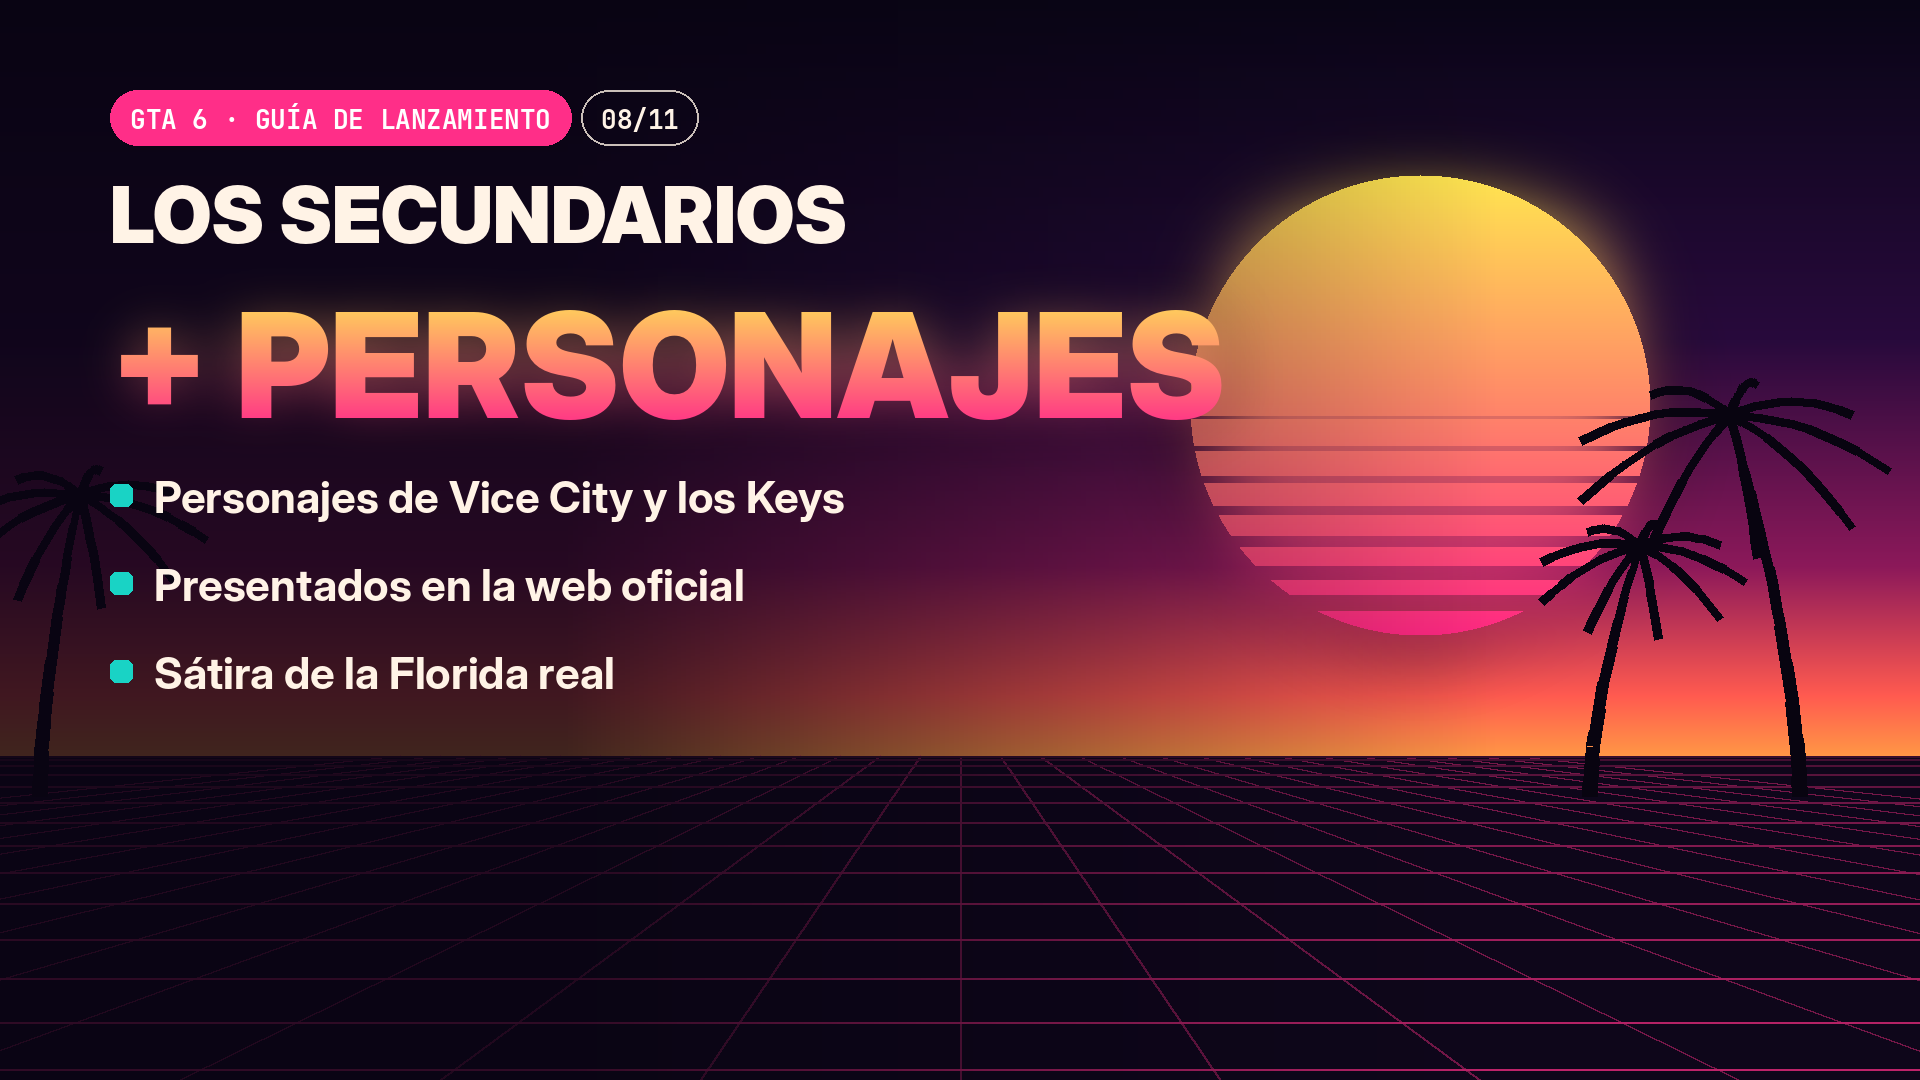 GTA 6 · GUÍA DE LANZAMIENTO
08/11
LOS SECUNDARIOS
+ PERSONAJES
Personajes de Vice City y los Keys
Presentados en la web oficial
Sátira de la Florida real